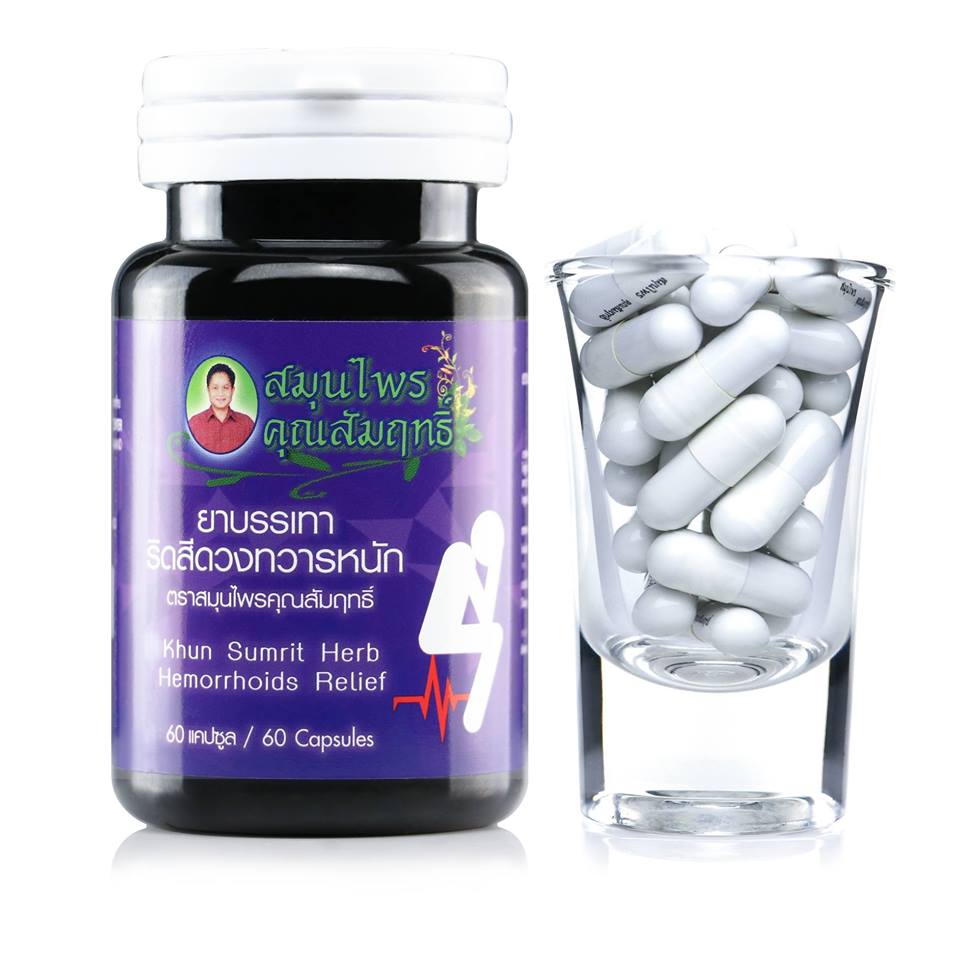 สมุนไพร
คุณสัมฤทธิ์
ยาบรรเทา
ริดสีดวงทวารหนัก
ตราสมุนไพรคุณสัมฤทธิ์
Khun Sumrit Herb
Hemorrhoids Relief
60 แคปซูล / 60 Capsules